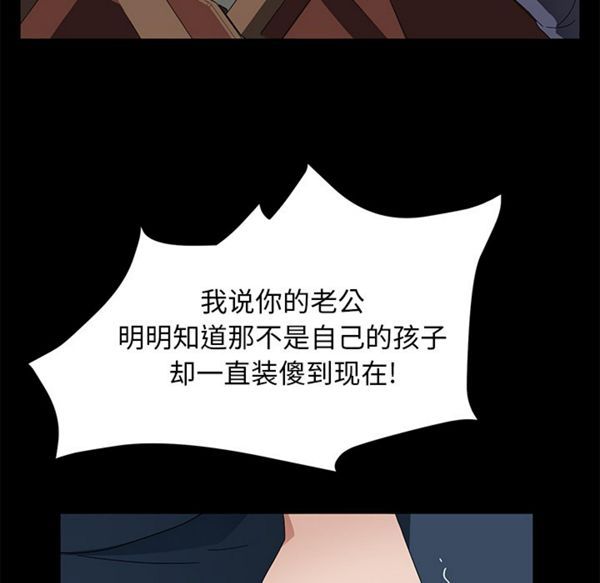 我说你的老公
明明知道那不是自己的孩子
却一直装傻到现在!